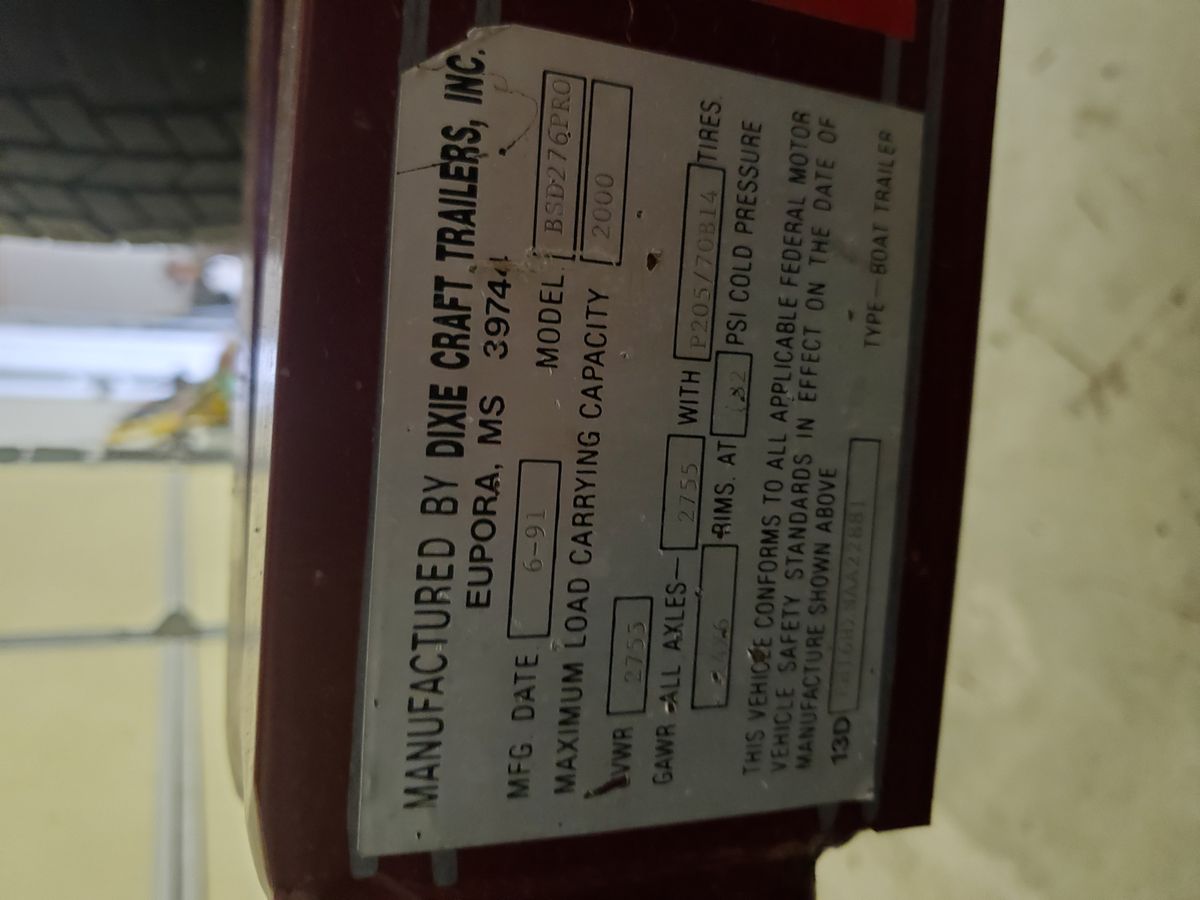 MANUFACTURED BY DIXIE CRAFT TRAILERS, INC.
EUPORA, MS 39744
MFG. DATE 6-91 MODEL BSD276PRO
MAXIMUM LOAD CARRYING CAPACITY 2000
GVWR 2755
GAWR-ALL AXLES- 2755 WITH P205/70B14 TIRES.
RIMS. AT PSI COLD PRESSURE
THIS VEHICLE CONFORMS TO ALL APPLICABLE FEDERAL MOTOR
VEHICLE SAFETY STANDARDS IN EFFECT ON THE DATE OF
MANUFACTURE SHOWN ABOVE
13D TYPE-BOAT TRAILER